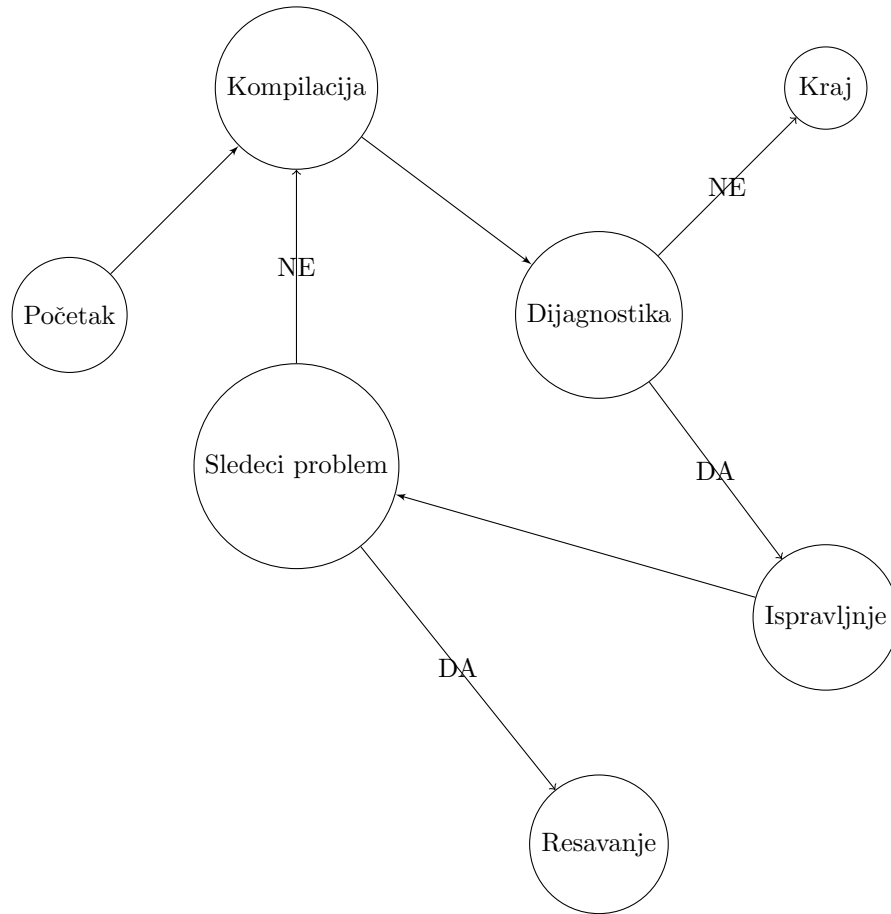 Kompilacija
Kraj
NE
NE
Početak
Dijagnostika
Sledeci problem
DA
Ispravljnje
DA
Resavanje